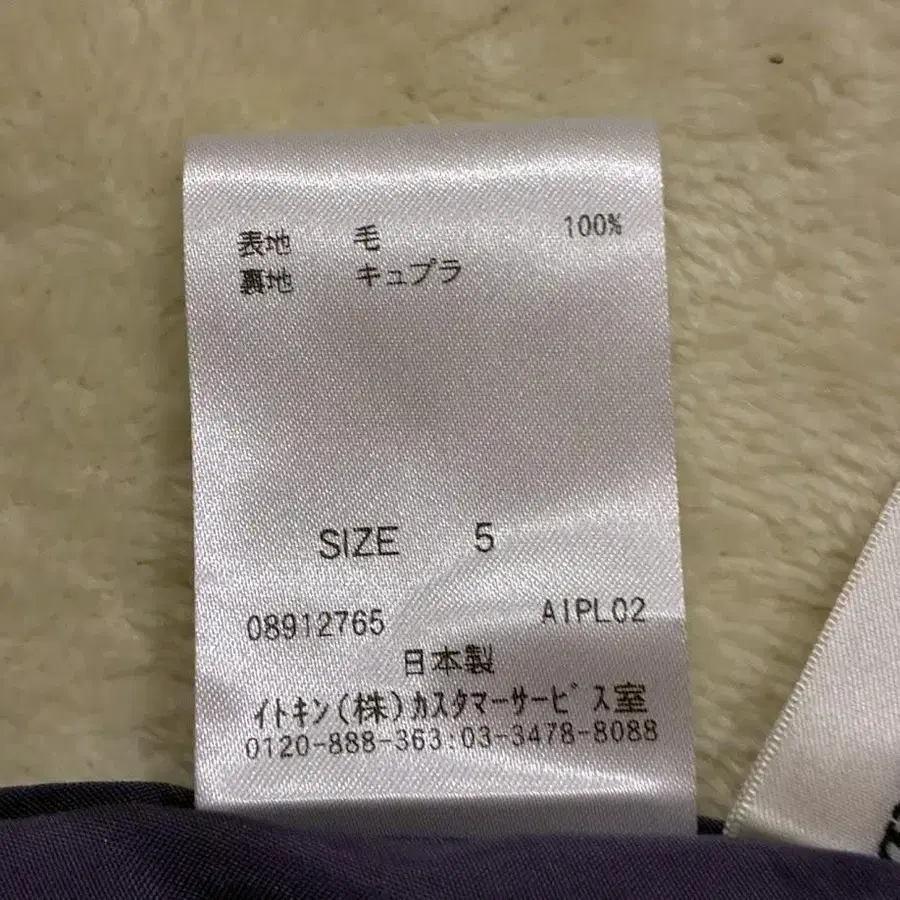 表地 毛 100%
裏地 キュプラ
SIZE 5
08912765 AIPL02
日本製
イトキン(株)カスタマーサービス室
0120-888-363:03-3478-8088